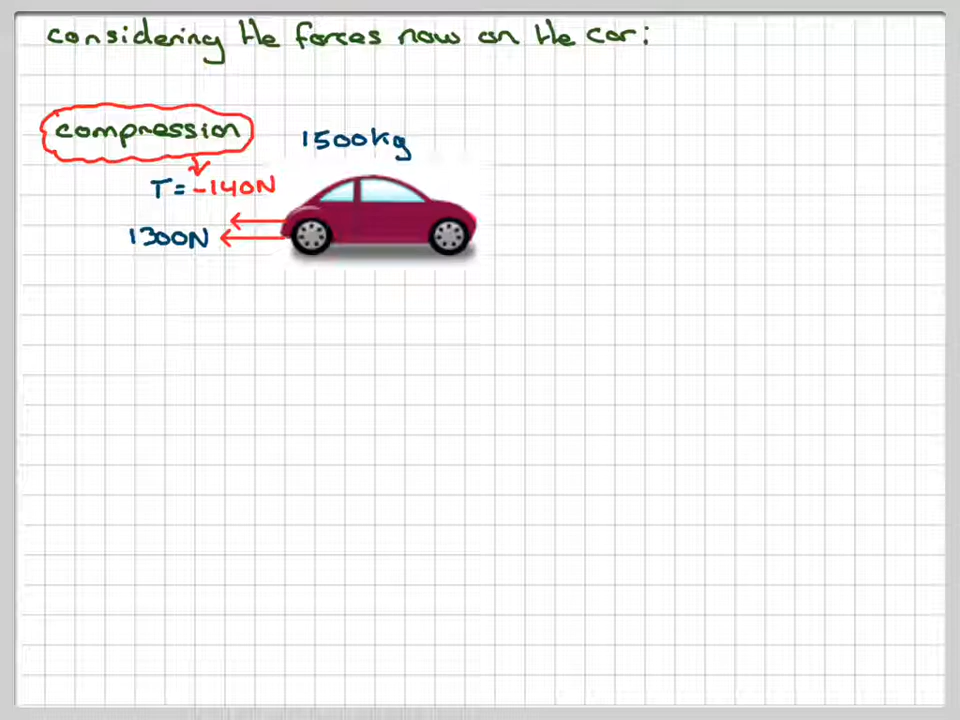 considering the forces now on the car:
compression
1500kg
T= -140N
1300N